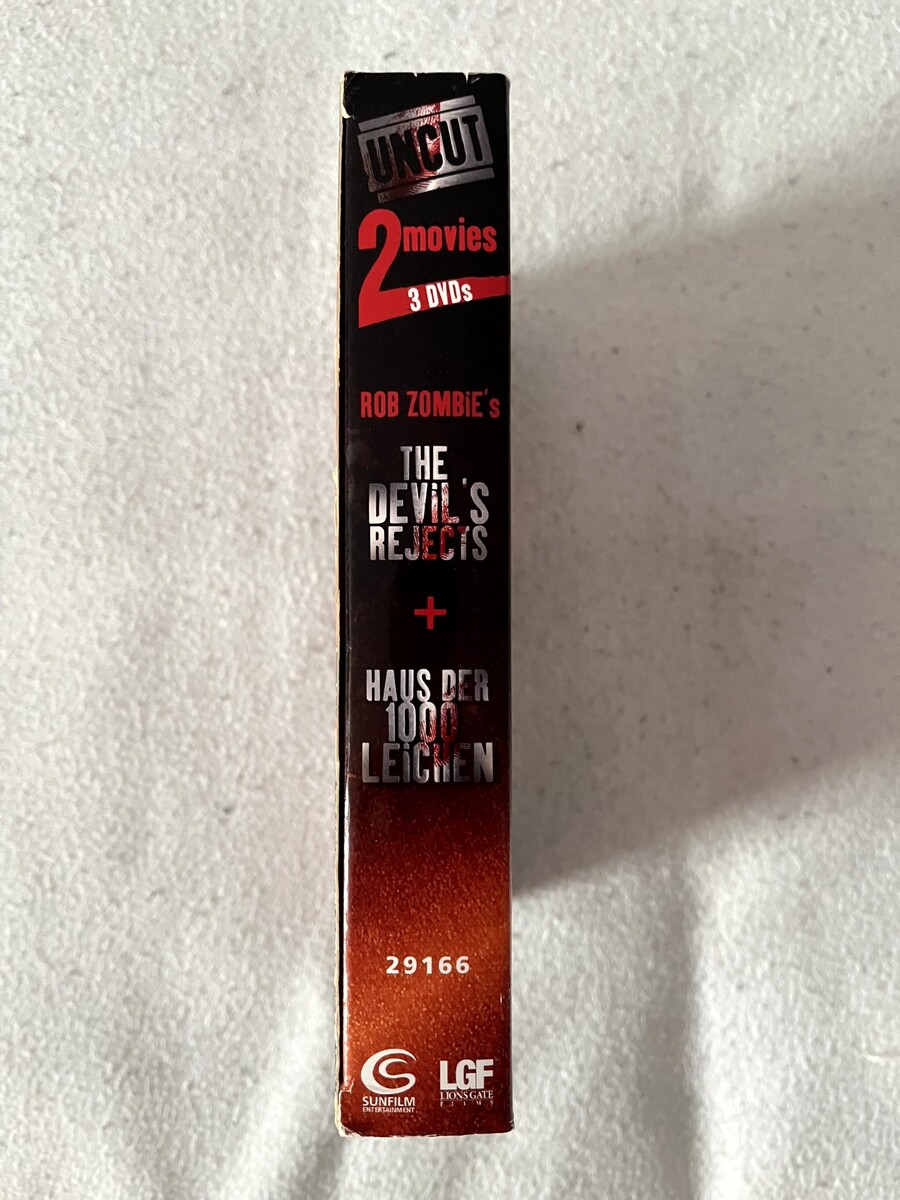 UNCUT
2 movies
3 DVDs
ROB ZOMBiE's
THE
DEViL'S
REJECTS
+
HAUS DER
1000
LEiCHEN
29166
SUNFILM
ENTERTAINMENT
LGF
LIONS GATE
FILMS